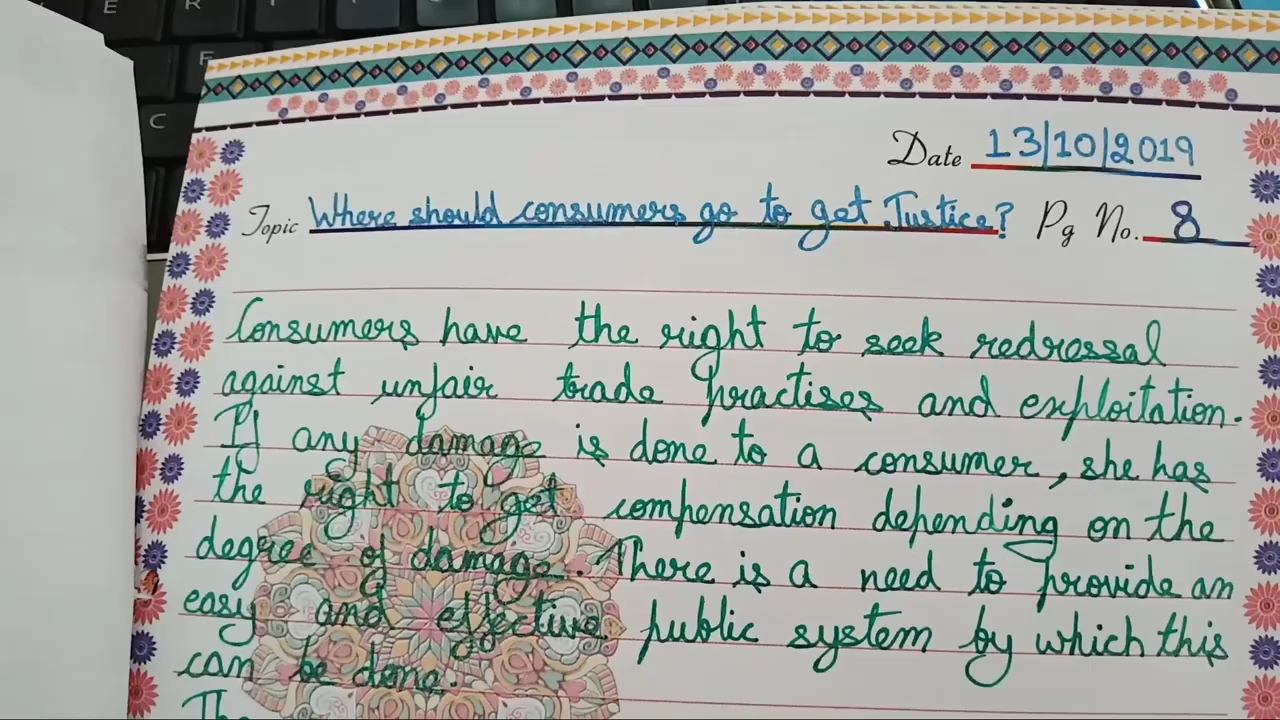 Date 13/10/2019
Topic Where should consumers go to get Justice? Pg No. 8
Consumers have the right to seek redressal
against unfair trade practises and exploitation.
If any damage is done to a consumer, she has
the right to get compensation depending on the
degree of damage. There is a need to provide an
easy and effective public system by which this
can be done.
The
E
R
F
C